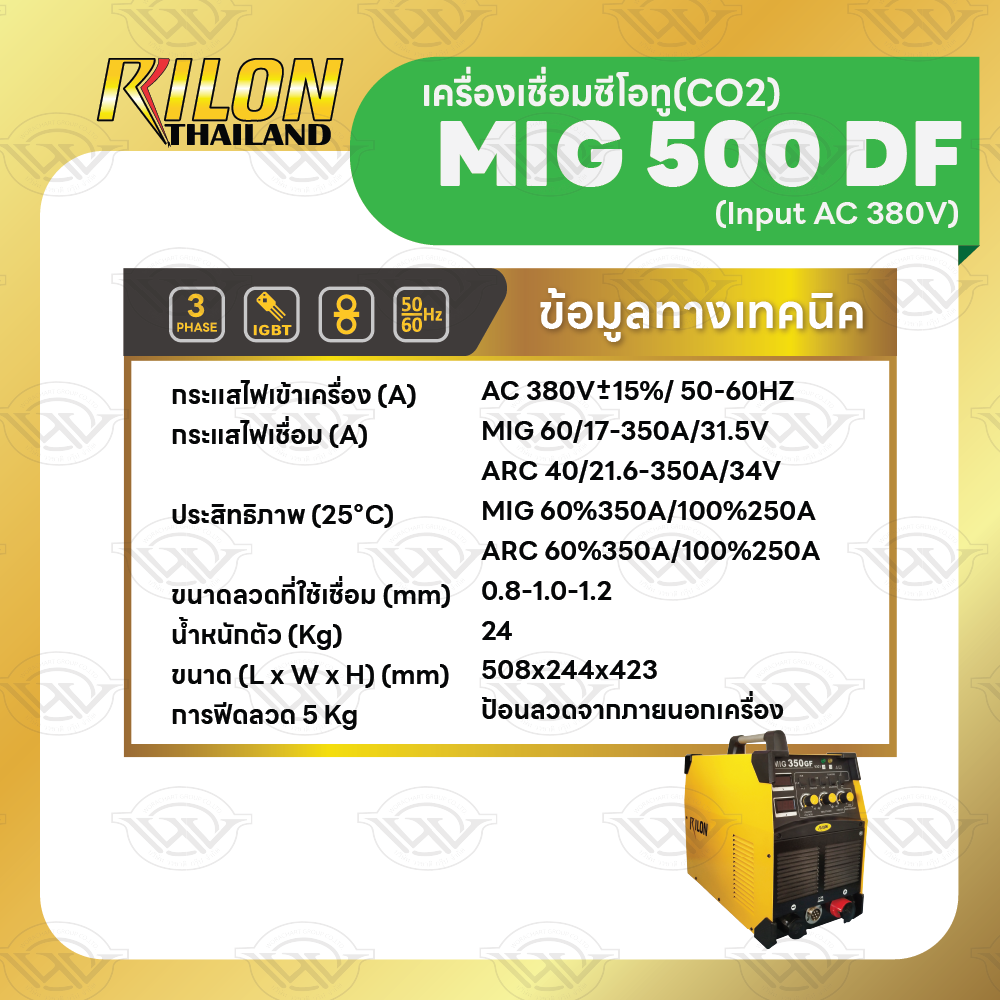 RILON
THAILAND
เครื่องเชื่อมซีโอทู(CO2)
MIG 500 DF
(Input AC 380V)
3
PHASE
IGBT
50
60
Hz
ข้อมูลทางเทคนิค
กระแสไฟเข้าเครื่อง (A) AC 380V±15%/ 50-60HZ
กระแสไฟเชื่อม (A) MIG 60/17-350A/31.5V
ARC 40/21.6-350A/34V
ประสิทธิภาพ (25°C) MIG 60%350A/100%250A
ARC 60%350A/100%250A
ขนาดลวดที่ใช้เชื่อม (mm) 0.8-1.0-1.2
น้ำหนักตัว (Kg) 24
ขนาด (L x W x H) (mm) 508x244x423
การฟีดลวด 5 Kg ป้อนลวดจากภายนอกเครื่อง
MIG 350GF
RILON